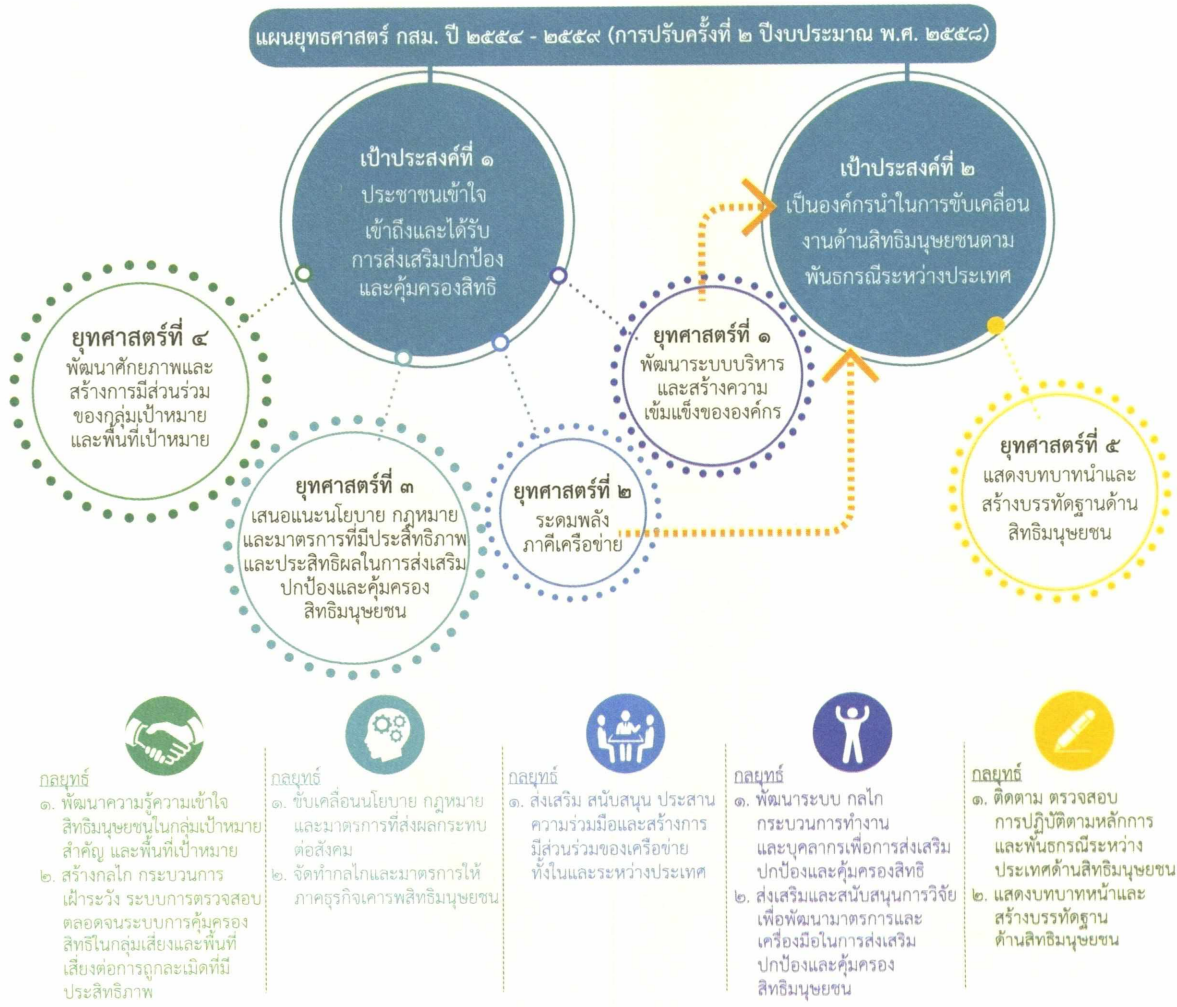 แผนยุทธศาสตร์ กสม. ปี ๒๕๕๔ - ๒๕๕๙ (การปรับครั้งที่ ๒ ปีงบประมาณ พ.ศ. ๒๕๕๘)
เป้าประสงค์ที่ ๑
ประชาชนเข้าใจ
เข้าถึงและได้รับ
การส่งเสริมปกป้อง
และคุ้มครองสิทธิ
เป้าประสงค์ที่ ๒
เป็นองค์กรนำในการขับเคลื่อน
งานด้านสิทธิมนุษยชนตาม
พันธกรณีระหว่างประเทศ
ยุทศาสตร์ที่ ๔
พัฒนาศักยภาพและ
สร้างการมีส่วนร่วม
ของกลุ่มเป้าหมาย
และพื้นที่เป้าหมาย
ยุทศาสตร์ที่ ๓
เสนอแนะนโยบาย กฎหมาย
และมาตรการที่มีประสิทธิภาพ
และประสิทธิผลในการส่งเสริม
ปกป้องและคุ้มครอง
สิทธิมนุษยชน
ยุทศาสตร์ที่ ๒
ระดมพลัง
ภาคีเครือข่าย
ยุทศาสตร์ที่ ๑
พัฒนาระบบบริหาร
และสร้างความ
เข้มแข็งขององค์กร
ยุทศาสตร์ที่ ๕
แสดงบทบาทนำและ
สร้างบรรทัดฐานด้าน
สิทธิมนุษยชน
กลยุทธ์
๑. พัฒนาความรู้ความเข้าใจ
สิทธิมนุษยชนในกลุ่มเป้าหมาย
สำคัญ และพื้นที่เป้าหมาย
๒. สร้างกลไก กระบวนการ
เฝ้าระวัง ระบบการตรวจสอบ
ตลอดจนระบบการคุ้มครอง
สิทธิในกลุ่มเสี่ยงและพื้นที่
เสี่ยงต่อการถูกละเมิดที่มี
ประสิทธิภาพ
กลยุทธ์
๑. ขับเคลื่อนนโยบาย กฎหมาย
และมาตรการที่ส่งผลกระทบ
ต่อสังคม
๒. จัดทำกลไกและมาตรการให้
ภาคธุรกิจเคารพสิทธิมนุษยชน
กลยุทธ์
๑. ส่งเสริม สนับสนุน ประสาน
ความร่วมมือและสร้างการ
มีส่วนร่วมของเครือข่าย
ทั้งในและระหว่างประเทศ
กลยุทธ์
๑. พัฒนาระบบ กลไก
กระบวนการทำงาน
และบุคลากรเพื่อการส่งเสริม
ปกป้องและคุ้มครองสิทธิ
๒. ส่งเสริมและสนับสนุนการวิจัย
เพื่อพัฒนามาตรการและ
เครื่องมือในการส่งเสริม
ปกป้องและคุ้มครอง
สิทธิมนุษยชน
กลยุทธ์
๑. ติดตาม ตรวจสอบ
การปฏิบัติตามหลักการ
และพันธกรณีระหว่าง
ประเทศด้านสิทธิมนุษยชน
๒. แสดงบทบาทหน้าและ
สร้างบรรทัดฐาน
ด้านสิทธิมนุษยชน